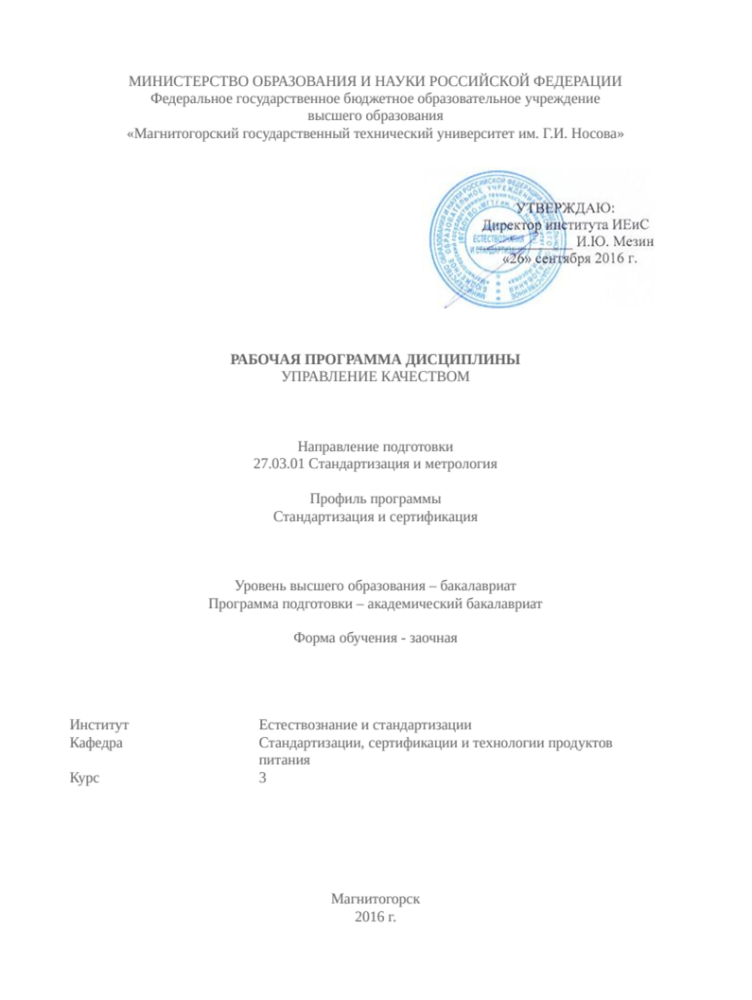 МИНИСТЕРСТВО ОБРАЗОВАНИЯ И НАУКИ РОССИЙСКОЙ ФЕДЕРАЦИИ
Федеральное государственное бюджетное образовательное учреждение
высшего образования
«Магнитогорский государственный технический университет им. Г.И. Носова»
УТВЕРЖДАЮ:
Директор института ИЕиС
И.Ю. Мезин
«26» сентября 2016 г.
ЕСТЕСТВОЗНАНИЯ
РАБОЧАЯ ПРОГРАММА ДИСЦИПЛИНЫ
УПРАВЛЕНИЕ КАЧЕСТВОМ
Направление подготовки
27.03.01 Стандартизация и метрология
Профиль программы
Стандартизация и сертификация
Уровень высшего образования – бакалавриат
Программа подготовки – академический бакалавриат
Форма обучения - заочная
Институт Естествознание и стандартизации
Кафедра Стандартизации, сертификации и технологии продуктов
питания
Курс 3
Магнитогорск
2016 г.